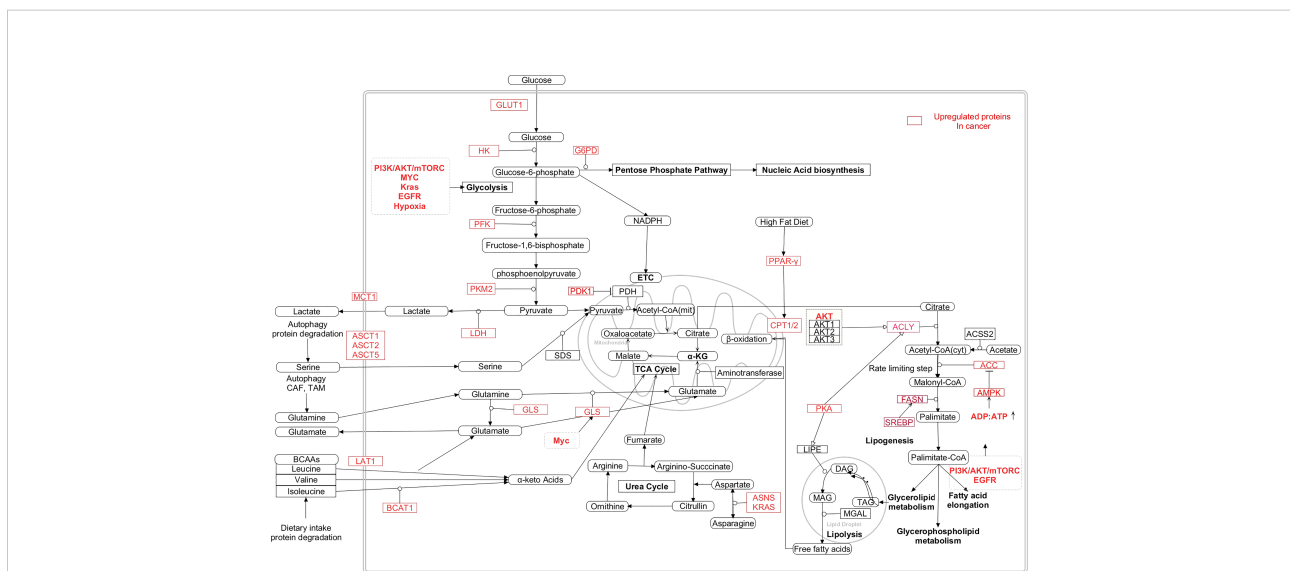 Glucose
GLUT1
Upregulated proteins
In cancer
Glucose
HK
G6PD
PI3K/AKT/mTORC
MYC
Kras
EGFR
Hypoxia
Glycolysis
Glucose-6-phosphate
Pentose Phosphate Pathway
Nucleic Acid biosynthesis
Fructose-6-phosphate
NADPH
High Fat Diet
PFK
Fructose-1,6-bisphosphate
PPAR-γ
phosphoenolpyruvate
ETC
PKM2
PDK1
PDH
MCT1
Lactate
Lactate
Pyruvate
Pyruvate
Acetyl-CoA(mit)
Citrate
LDH
Autophagy
protein degradation
ASCT1
ASCT2
ASCT5
Oxaloacetate
Citrate
Mitochondria
CPT1/2
β-oxidation
AKT
AKT1
AKT2
AKT3
ACLY
ACSS2
Acetyl-CoA(cyt)
Acetate
SDS
Malate
α-KG
Serine
Serine
TCA Cycle
Aminotransferase
Rate limiting step
ACC
Malonyl-CoA
Autophagy
CAF, TAM
Glutamine
Glutamate
AMPK
FASN
GLS
GLS
PKA
ADP:ATP
Glutamine
Palimitate
SREBP
Glutamate
Glutamate
Myc
Fumarate
LIPE
Lipogenesis
BCAAs
Leucine
Valine
Isoleucine
LAT1
Palimitate-CoA
Arginine
Arginino-Succcinate
DAG
PI3K/AKT/mTORC
EGFR
α-keto Acids
Urea Cycle
Aspartate
MAG
TAG
Glycerolipid
metabolism
Fatty acid
elongation
BCAT1
Ornithine
Citrullin
ASNS
KRAS
MGAL
Asparagine
Lipid Droplet
Lipolysis
Dietary intake
protein degradation
Glycerophospholipid
metabolism
Free fatty acids